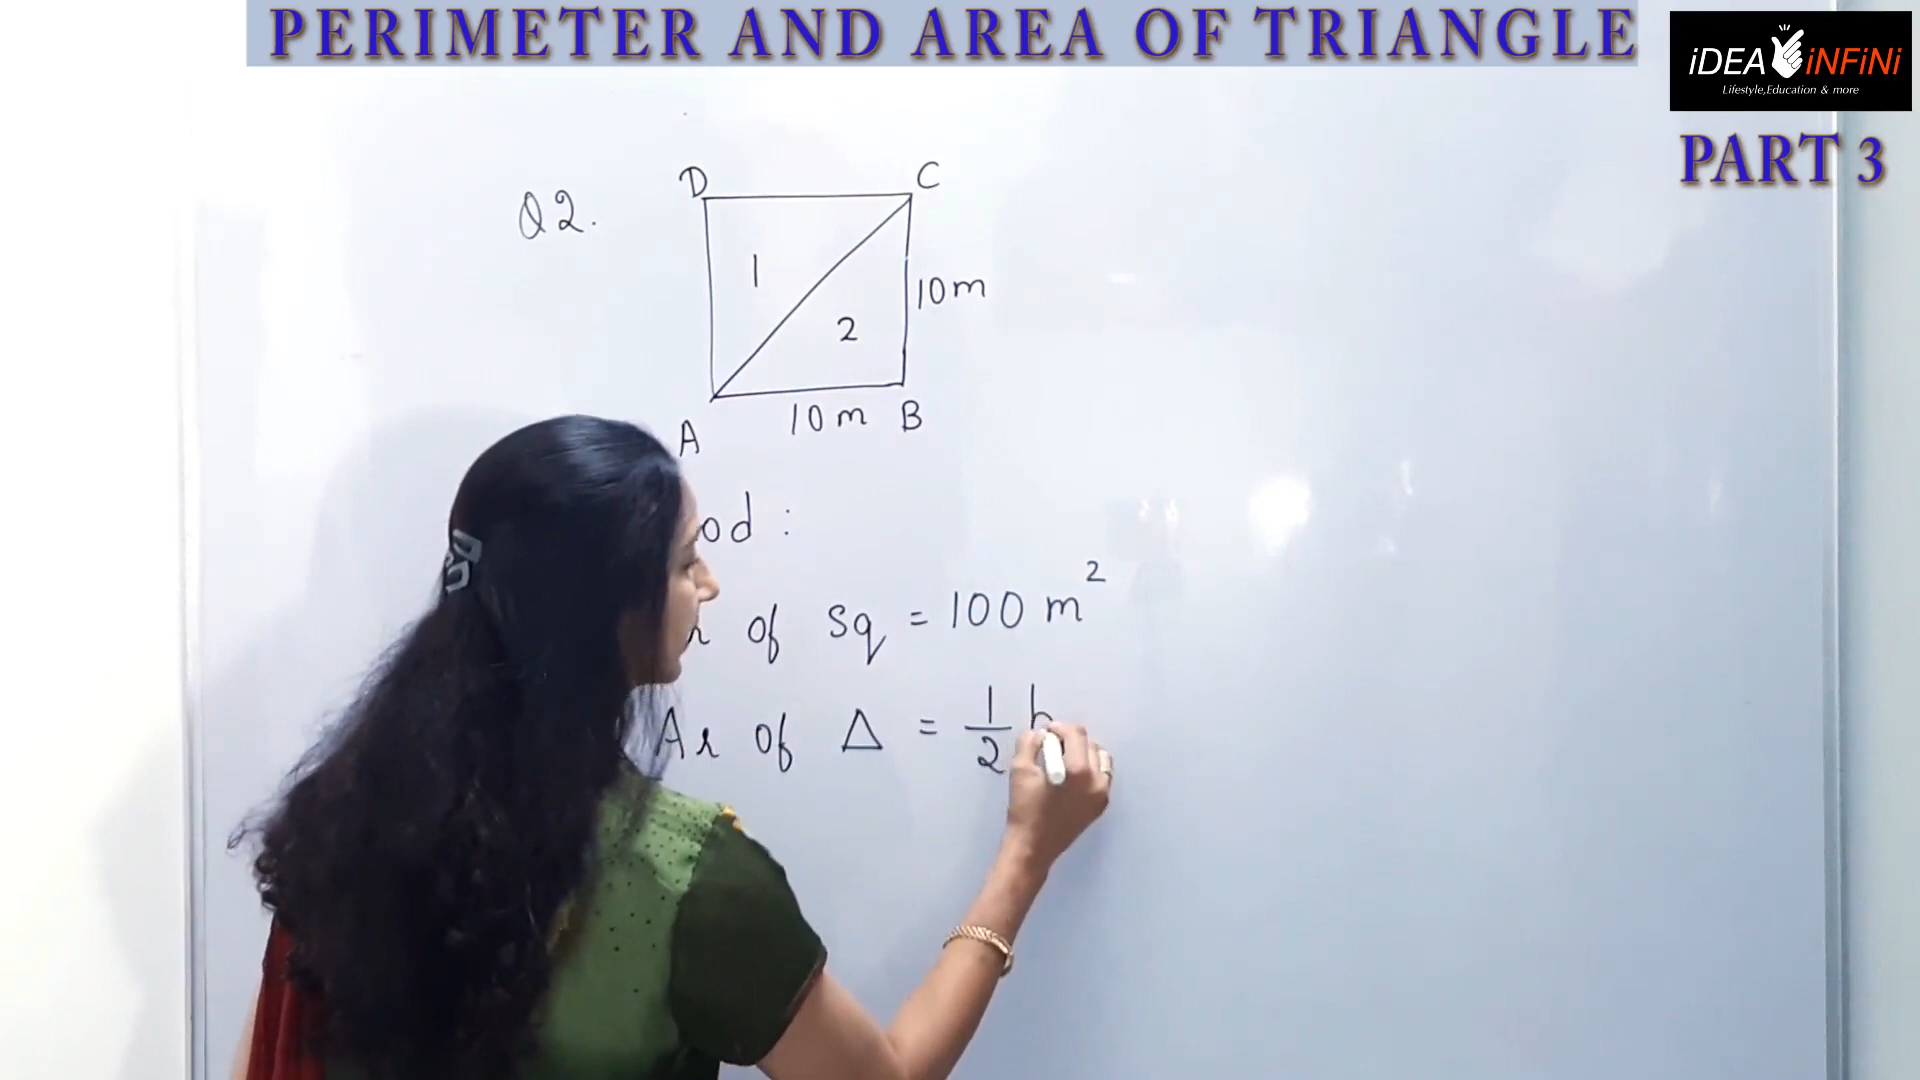 PERIMETER AND AREA OF TRIANGLE
iDEA iNFiNi
Lifestyle,Education & more
PART 3
Q2.
D C
1
10m
2
10 m B
A
od :
of Sq = 100 m²
Ar of Δ = 1/2 b